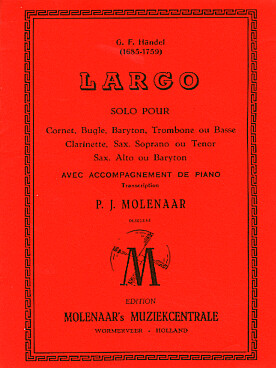 G. F. Händel
(1685-1759)
LARGO
SOLO POUR
Cornet, Bugle, Baryton, Trombone ou Basse
Clarinette, Sax. Soprano ou Tenor
Sax. Alto ou Baryton
AVEC ACCOMPAGNEMENT DE PIANO
Transcription
P. J. MOLENAAR
M
EDITION
MOLENAAR's MUZIEKCENTRALE
WORMERVEER - HOLLAND